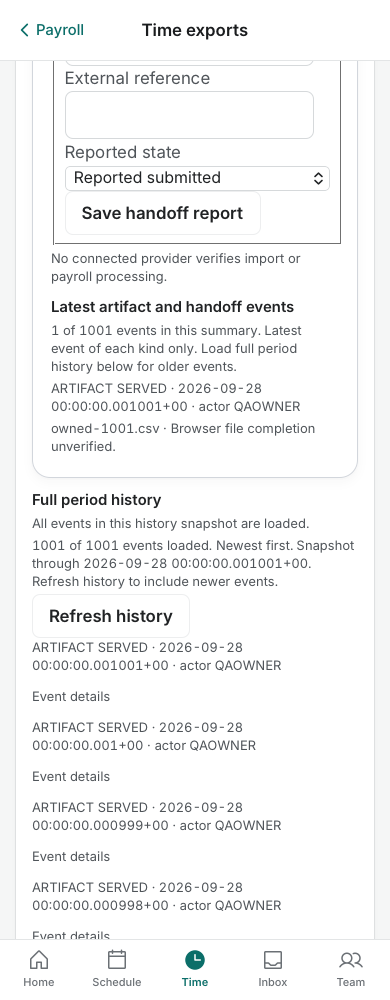 Payroll
Time exports
External reference
Reported state
Reported submitted
Save handoff report
No connected provider verifies import or
payroll processing.
Latest artifact and handoff events
1 of 1001 events in this summary. Latest
event of each kind only. Load full period
history below for older events.
ARTIFACT SERVED · 2026-09-28
00:00:00.001001+00 · actor QAOWNER
owned-1001.csv · Browser file completion
unverified.
Full period history
All events in this history snapshot are loaded.
1001 of 1001 events loaded. Newest first. Snapshot
through 2026-09-28 00:00:00.001001+00.
Refresh history to include newer events.
Refresh history
ARTIFACT SERVED · 2026-09-28
00:00:00.001001+00 · actor QAOWNER
Event details
ARTIFACT SERVED · 2026-09-28
00:00:00.001+00 · actor QAOWNER
Event details
ARTIFACT SERVED · 2026-09-28
00:00:00.000999+00 · actor QAOWNER
Event details
ARTIFACT SERVED · 2026-09-28
00:00:00.000998+00 · actor QAOWNER
Event details
Home
Schedule
Time
Inbox
Team